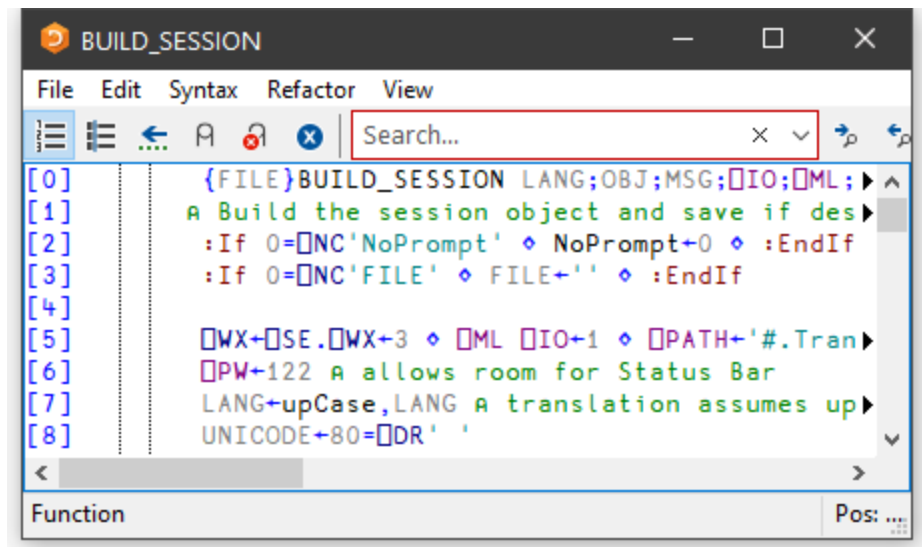 BUILD_SESSION
File Edit Syntax Refactor View
Search...
[0] {FILE}BUILD_SESSION LANG;OBJ;MSG;⎕IO;⎕ML;
[1] ⍝ Build the session object and save if des
[2] :If 0=⎕NC'NoPrompt' ⋄ NoPrompt←0 ⋄ :EndIf
[3] :If 0=⎕NC'FILE' ⋄ FILE←'' ⋄ :EndIf
[4]
[5] ⎕WX←⎕SE.⎕WX←3 ⋄ ⎕ML ⎕IO←1 ⋄ ⎕PATH←'#.Tran
[6] ⎕PW←122 ⍝ allows room for Status Bar
[7] LANG←upCase,LANG ⍝ translation assumes up
[8] UNICODE←80=⎕DR' '
Function Pos: ...